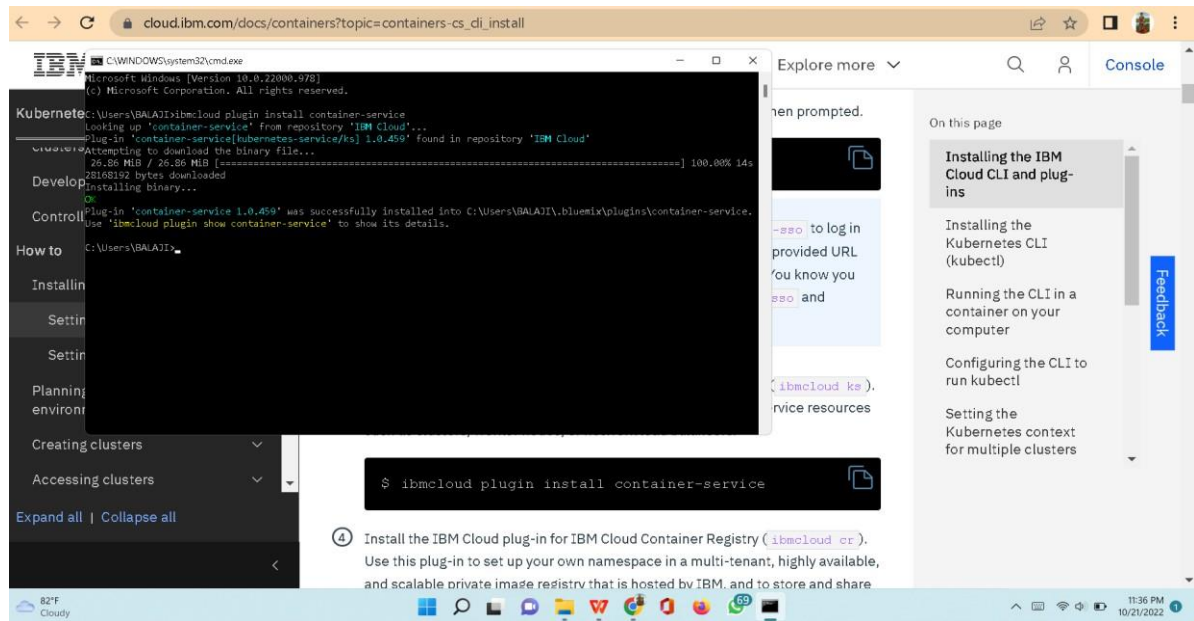 cloud.ibm.com/docs/containers?topic=containers-cs_cli_install
IBM
Explore more
Console
C:\WINDOWS\system32\cmd.exe
Microsoft Windows [Version 10.0.22000.978]
(c) Microsoft Corporation. All rights reserved.
C:\Users\BALAJI>ibmcloud plugin install container-service
Looking up 'container-service' from repository 'IBM Cloud'...
Plug-in 'container-service[kubernetes-service/ks] 1.0.459' found in repository 'IBM Cloud'
Attempting to download the binary file...
26.86 MiB / 26.86 MiB [=====================================================================================] 100.00% 14s
28168192 bytes downloaded
Installing binary...
OK
Plug-in 'container-service 1.0.459' was successfully installed into C:\Users\BALAJI\.bluemix\plugins\container-service.
Use 'ibmcloud plugin show container-service' to show its details.
C:\Users\BALAJI>
Kubernete
Clusters
Develop
Controll
How to
Installin
Settin
Settin
Planning
environ
Creating clusters
Accessing clusters
Expand all | Collapse all
hen prompted.
-sso to log in
provided URL
You know you
sso and
(ibmcloud ks).
rvice resources
$ ibmcloud plugin install container-service
4 Install the IBM Cloud plug-in for IBM Cloud Container Registry (ibmcloud cr).
Use this plug-in to set up your own namespace in a multi-tenant, highly available,
and scalable private image registry that is hosted by IBM, and to store and share
On this page
Installing the IBM
Cloud CLI and plug-
ins
Installing the
Kubernetes CLI
(kubectl)
Running the CLI in a
container on your
computer
Configuring the CLI to
run kubectl
Setting the
Kubernetes context
for multiple clusters
Feedback
82°F
Cloudy
69
11:36 PM
10/21/2022
1